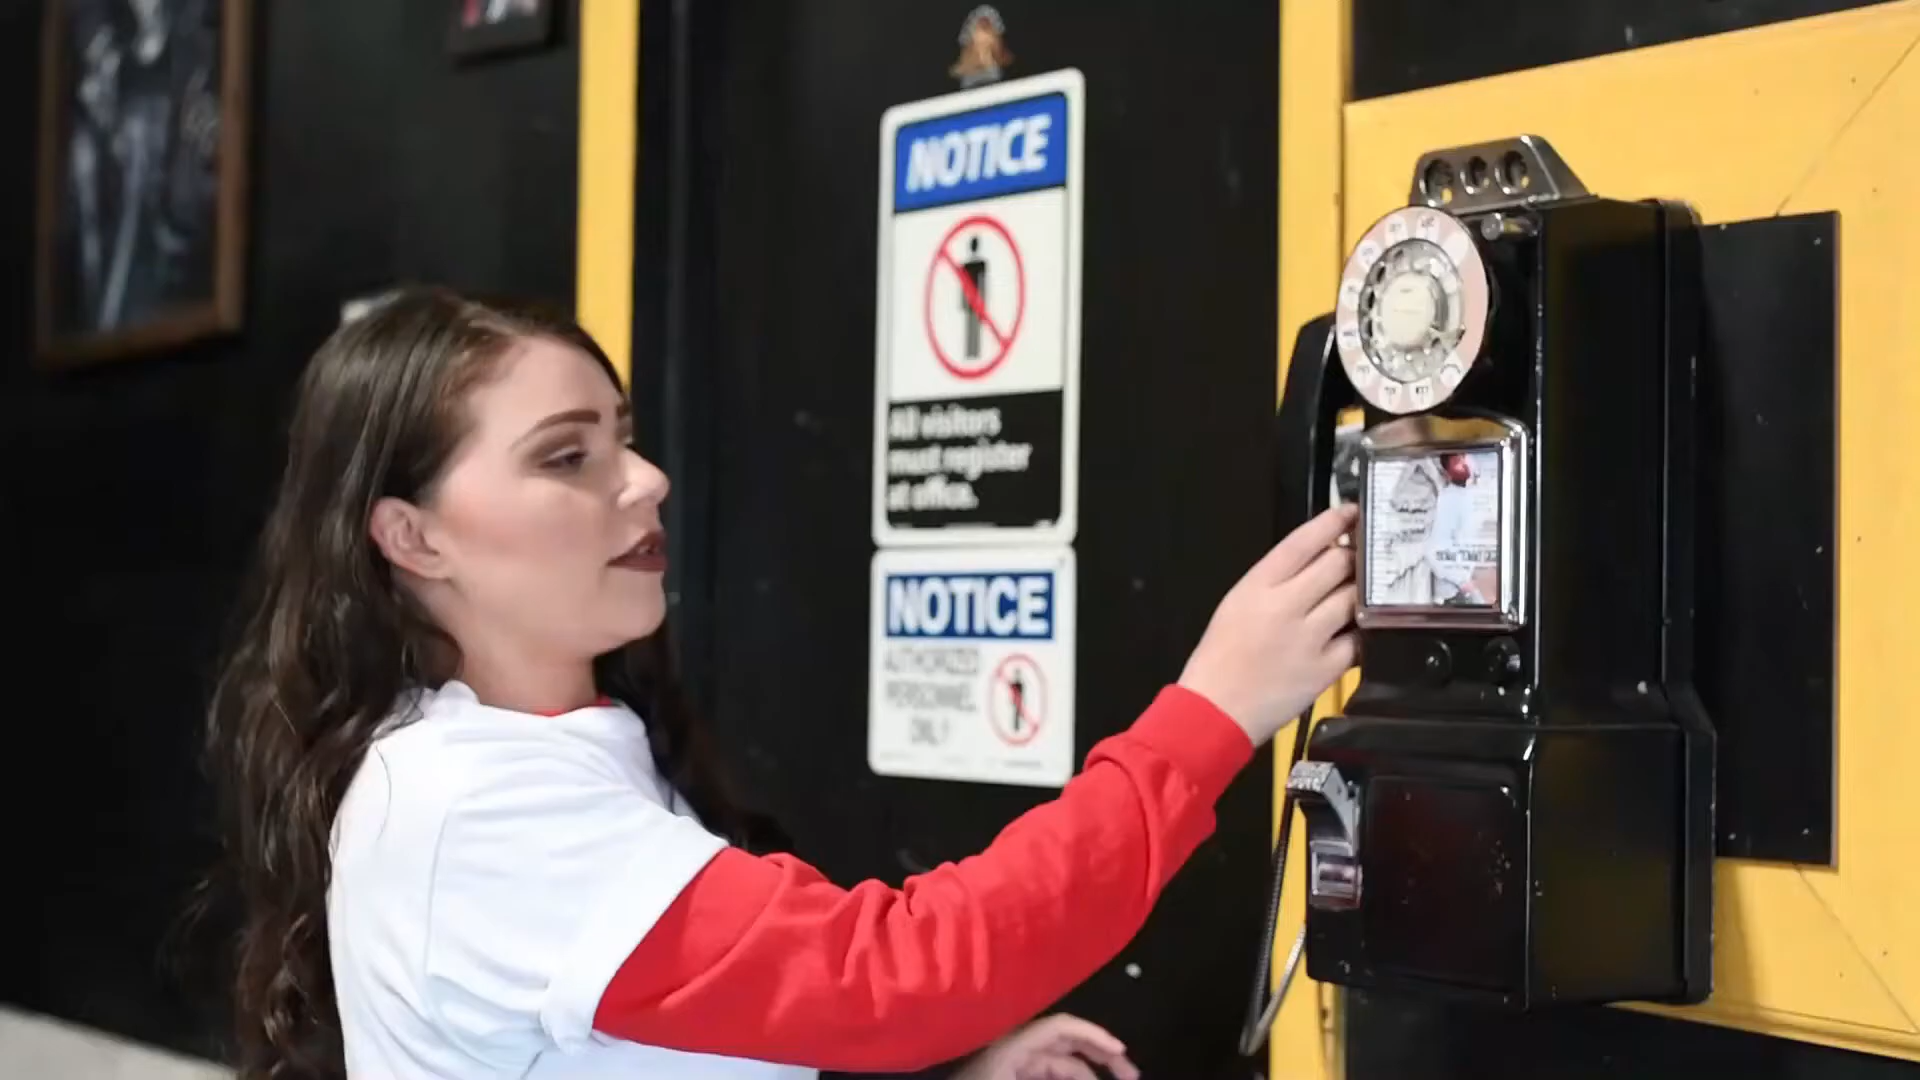 NOTICE
All visitors
must register
at office.
NOTICE
AUTHORIZED
PERSONNEL
ONLY